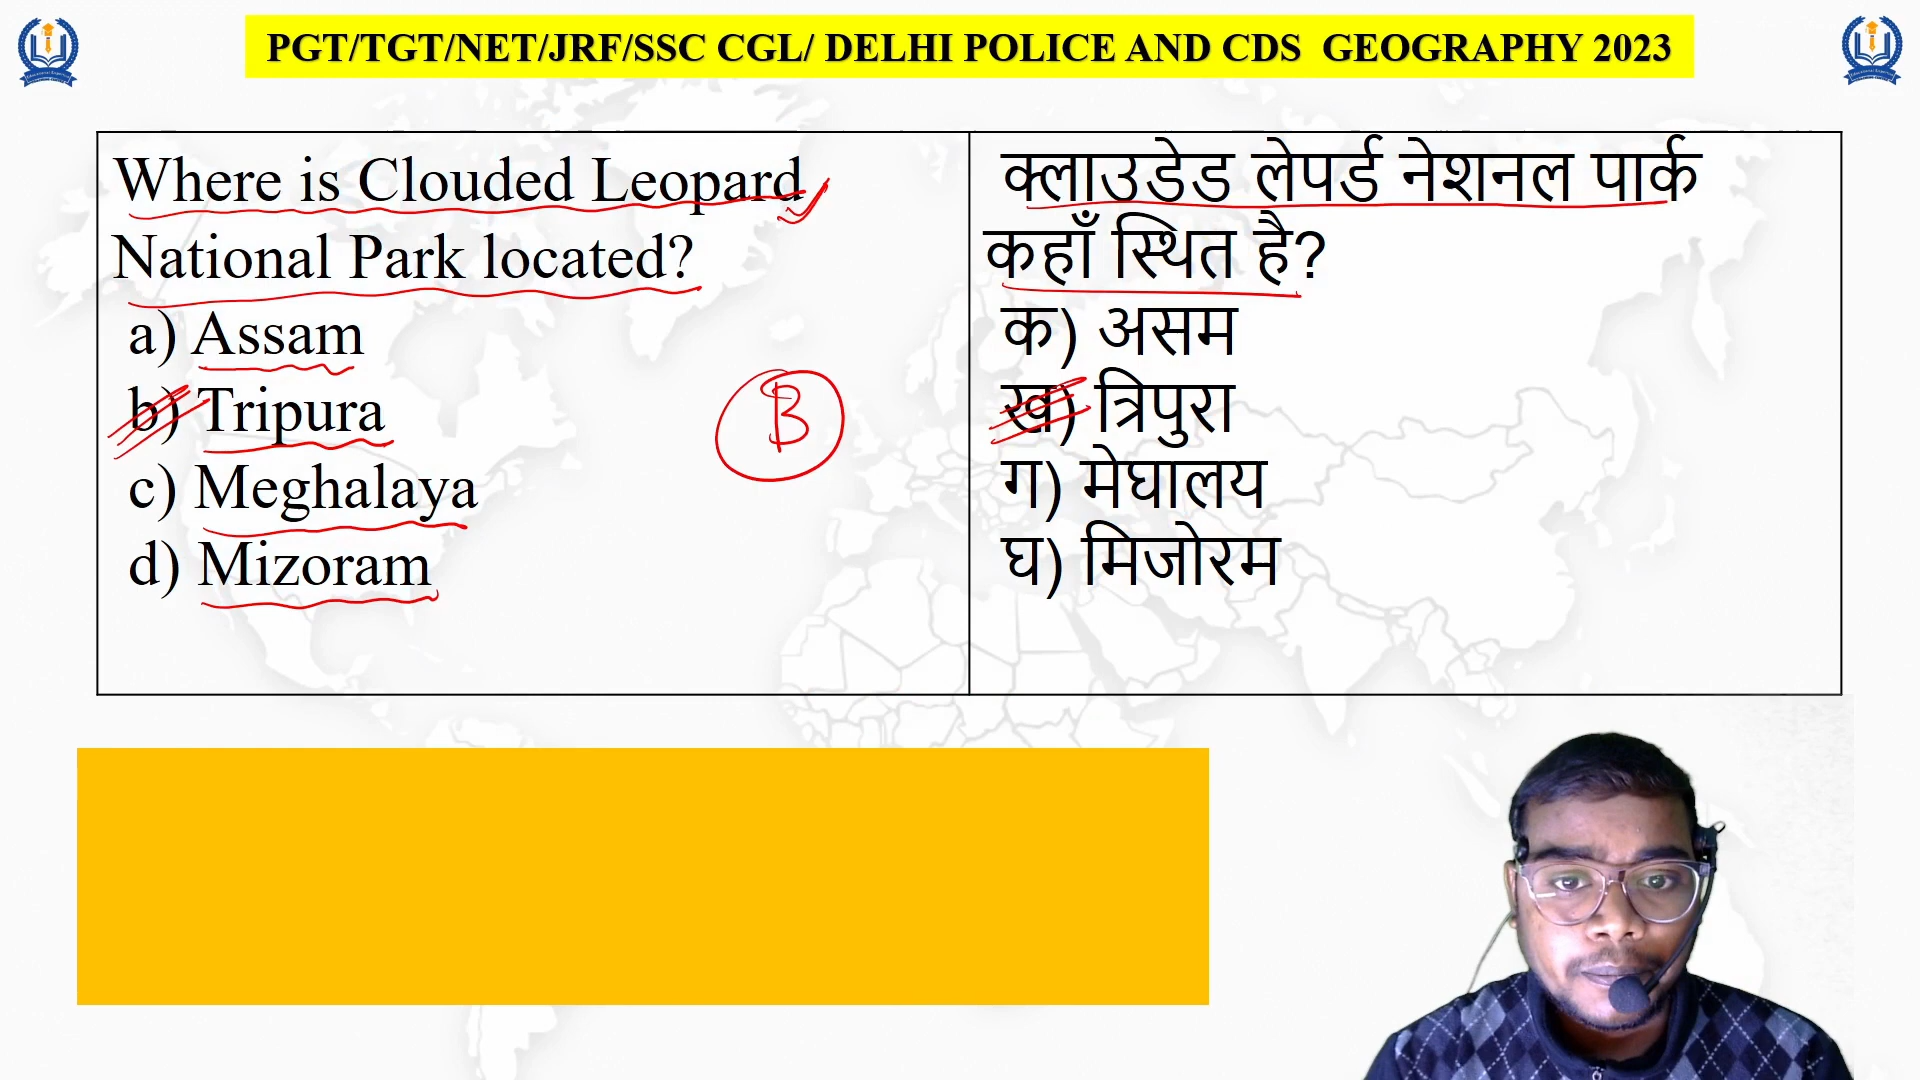 PGT/TGT/NET/JRF/SSC CGL/ DELHI POLICE AND CDS GEOGRAPHY 2023
Where is Clouded Leopard
National Park located?
a) Assam
b) Tripura
c) Meghalaya
d) Mizoram
B
क्लाउडेड लेपर्ड नेशनल पार्क
कहाँ स्थित है?
क) असम
ख) त्रिपुरा
ग) मेघालय
घ) मिजोरम